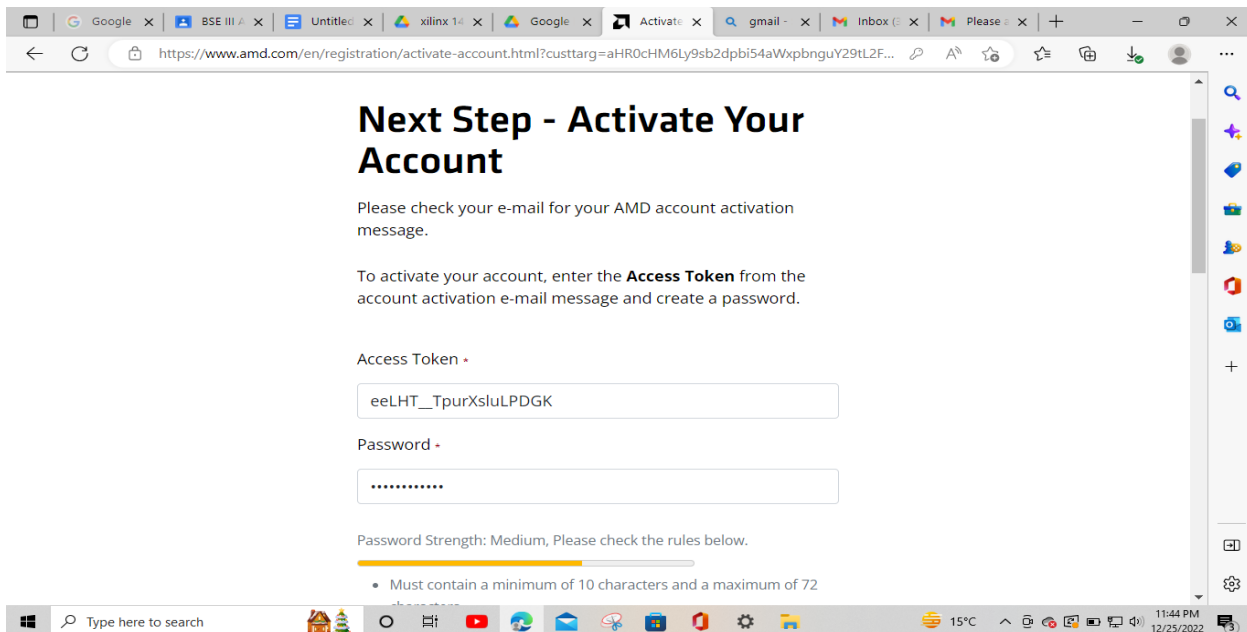 Google
BSE III A
Untitled
xilinx 14
Google
Activate
gmail -
Inbox (3
Please a
https://www.amd.com/en/registration/activate-account.html?custtarg=aHR0cHM6Ly9sb2dpbi54aWxpbnguY29tL2F...
Next Step - Activate Your
Account
Please check your e-mail for your AMD account activation
message.
To activate your account, enter the Access Token from the
account activation e-mail message and create a password.
Access Token *
eeLHT__TpurXsluLPDGK
Password *
••••••••••••
Password Strength: Medium, Please check the rules below.
• Must contain a minimum of 10 characters and a maximum of 72
characters
Type here to search
15°C
11:44 PM
12/25/2022